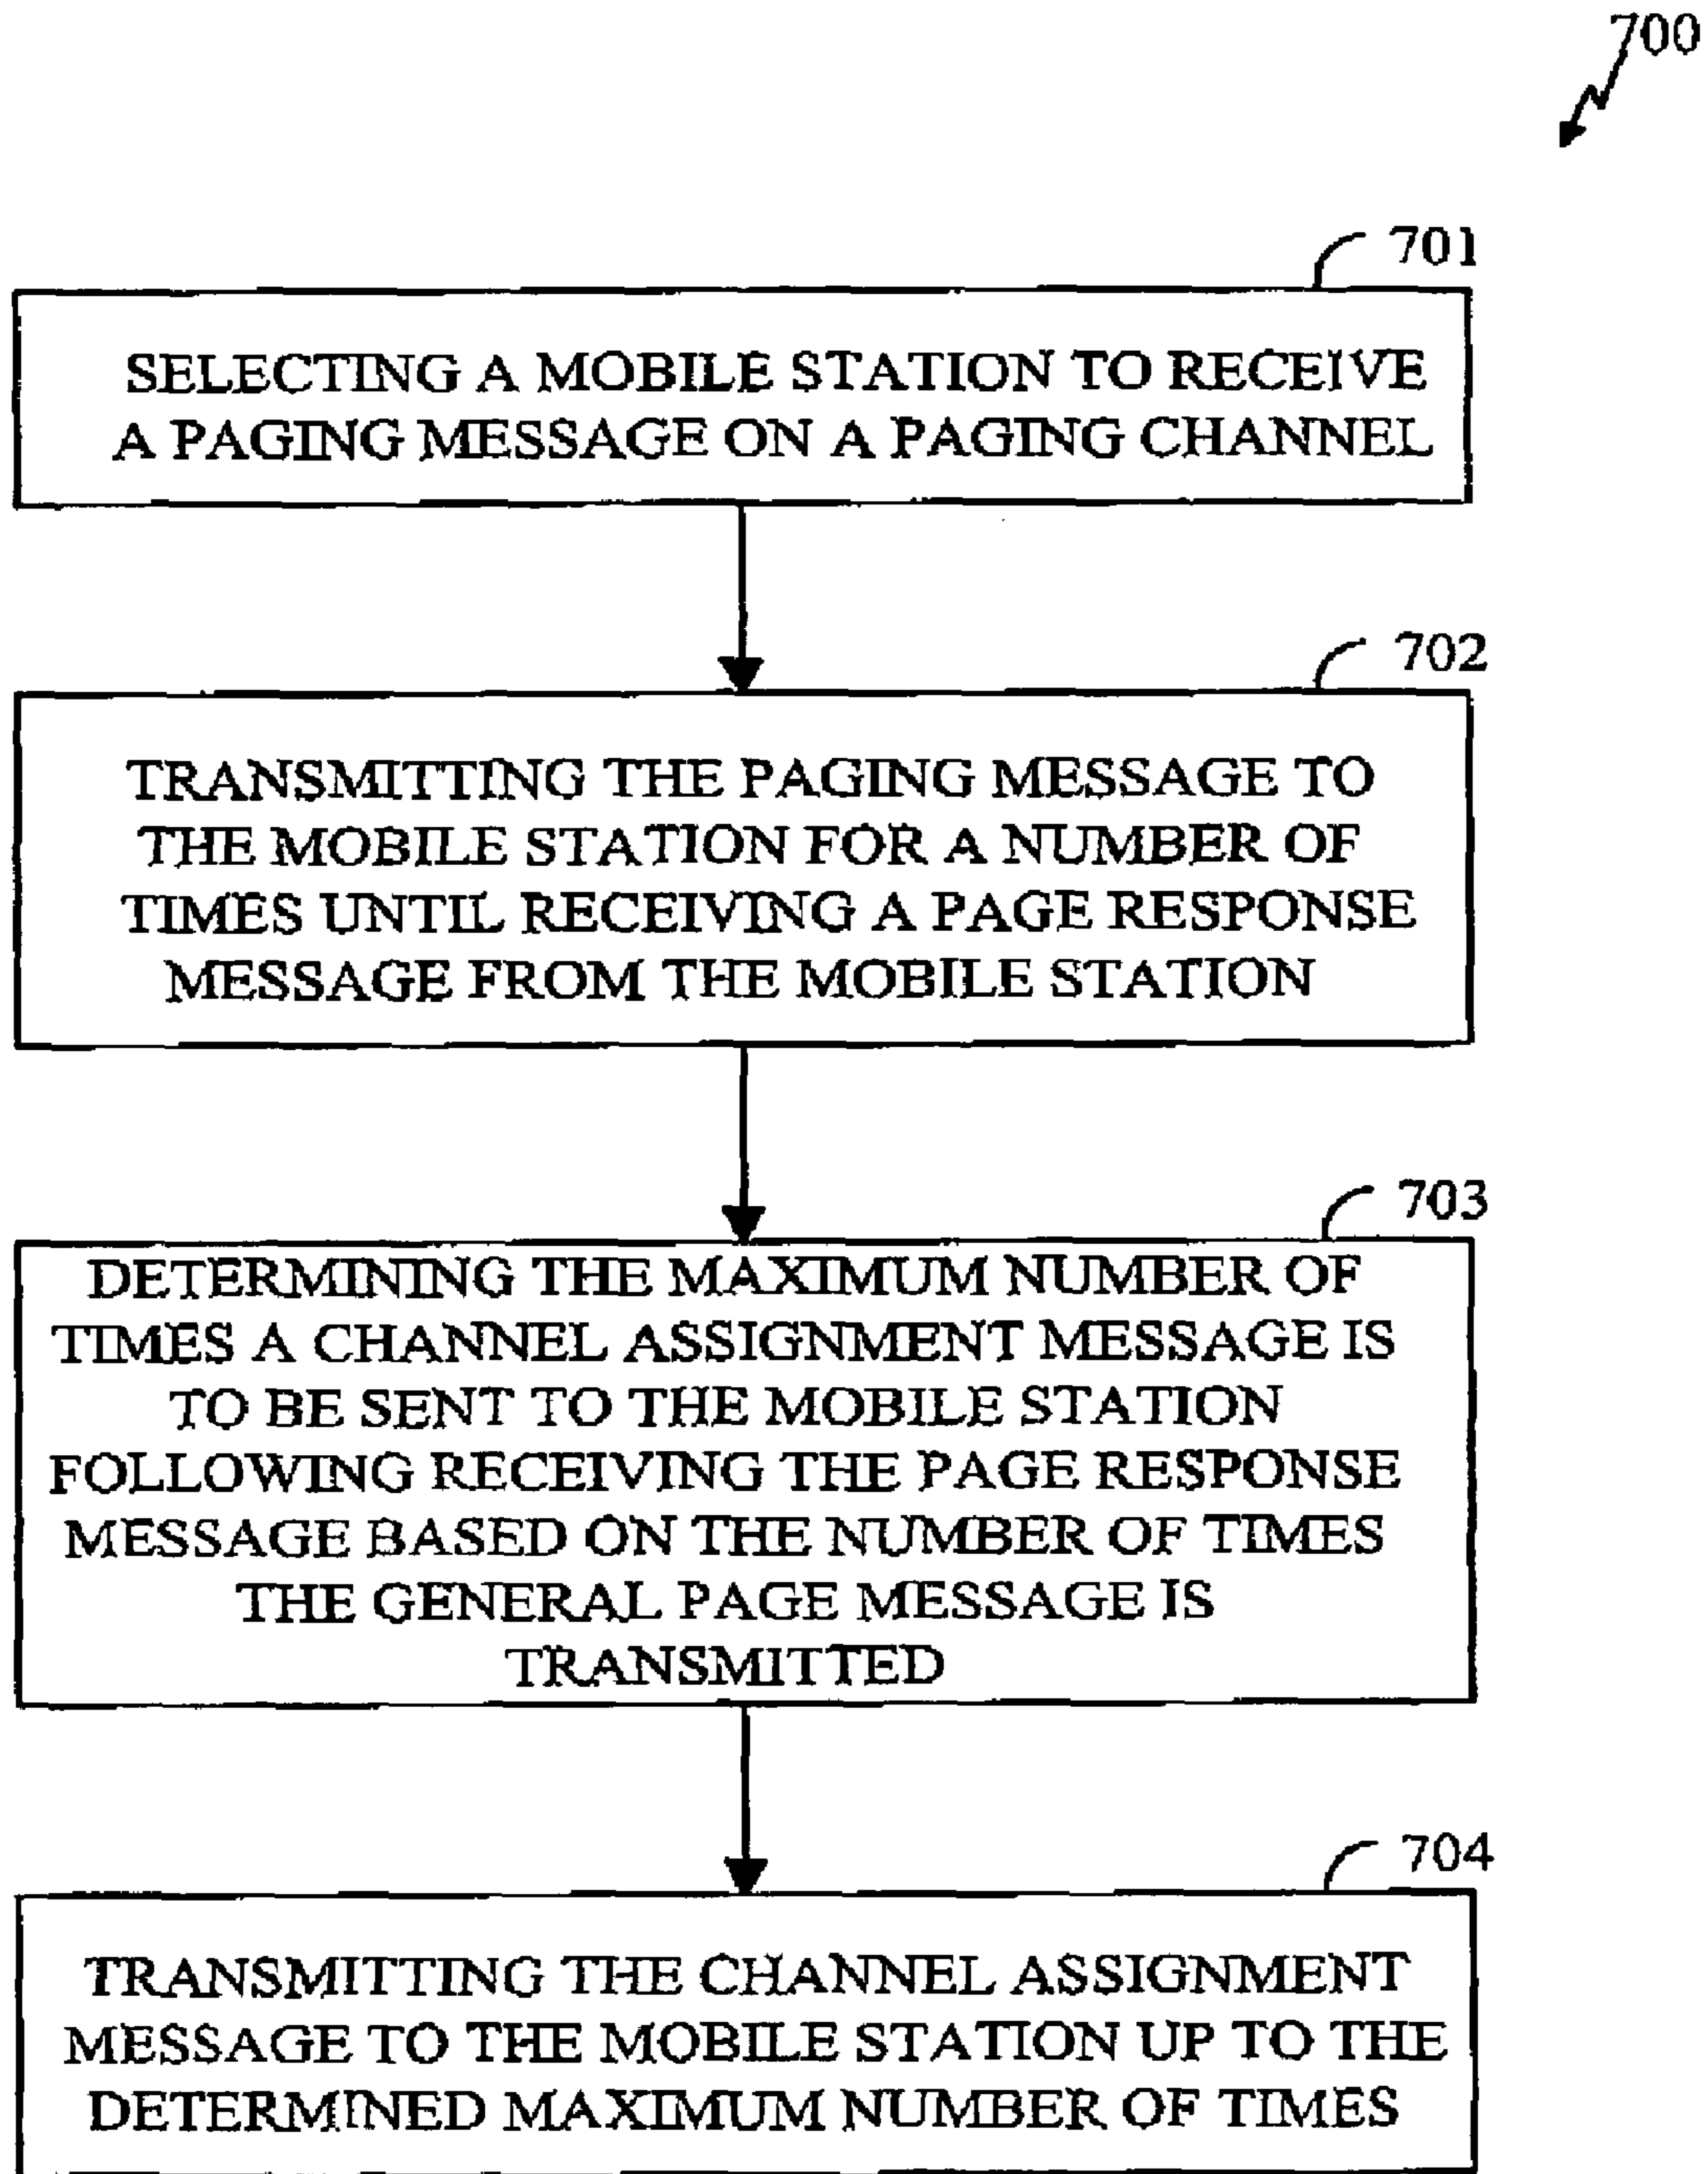 700
701
SELECTING A MOBILE STATION TO RECEIVE
A PAGING MESSAGE ON A PAGING CHANNEL
702
TRANSMITTING THE PAGING MESSAGE TO
THE MOBILE STATION FOR A NUMBER OF
TIMES UNTIL RECEIVING A PAGE RESPONSE
MESSAGE FROM THE MOBILE STATION
703
DETERMINING THE MAXIMUM NUMBER OF
TIMES A CHANNEL ASSIGNMENT MESSAGE IS
TO BE SENT TO THE MOBILE STATION
FOLLOWING RECEIVING THE PAGE RESPONSE
MESSAGE BASED ON THE NUMBER OF TIMES
THE GENERAL PAGE MESSAGE IS
TRANSMITTED
704
TRANSMITTING THE CHANNEL ASSIGNMENT
MESSAGE TO THE MOBILE STATION UP TO THE
DETERMINED MAXIMUM NUMBER OF TIMES